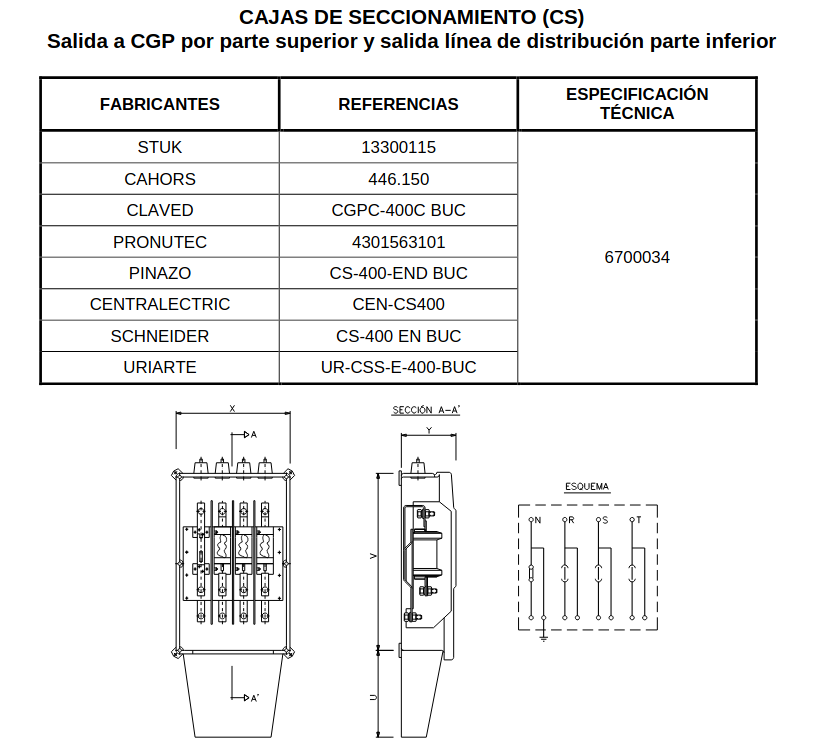 CAJAS DE SECCIONAMIENTO (CS)
Salida a CGP por parte superior y salida línea de distribución parte inferior
FABRICANTES REFERENCIAS ESPECIFICACIÓN TÉCNICA
STUK 13300115 6700034
CAHORS 446.150
CLAVED CGPC-400C BUC
PRONUTEC 4301563101
PINAZO CS-400-END BUC
CENTRALECTRIC CEN-CS400
SCHNEIDER CS-400 EN BUC
URIARTE UR-CSS-E-400-BUC
X
A
SECCIÓN A-A'
Y
V
U
A'
ESQUEMA
N R S T